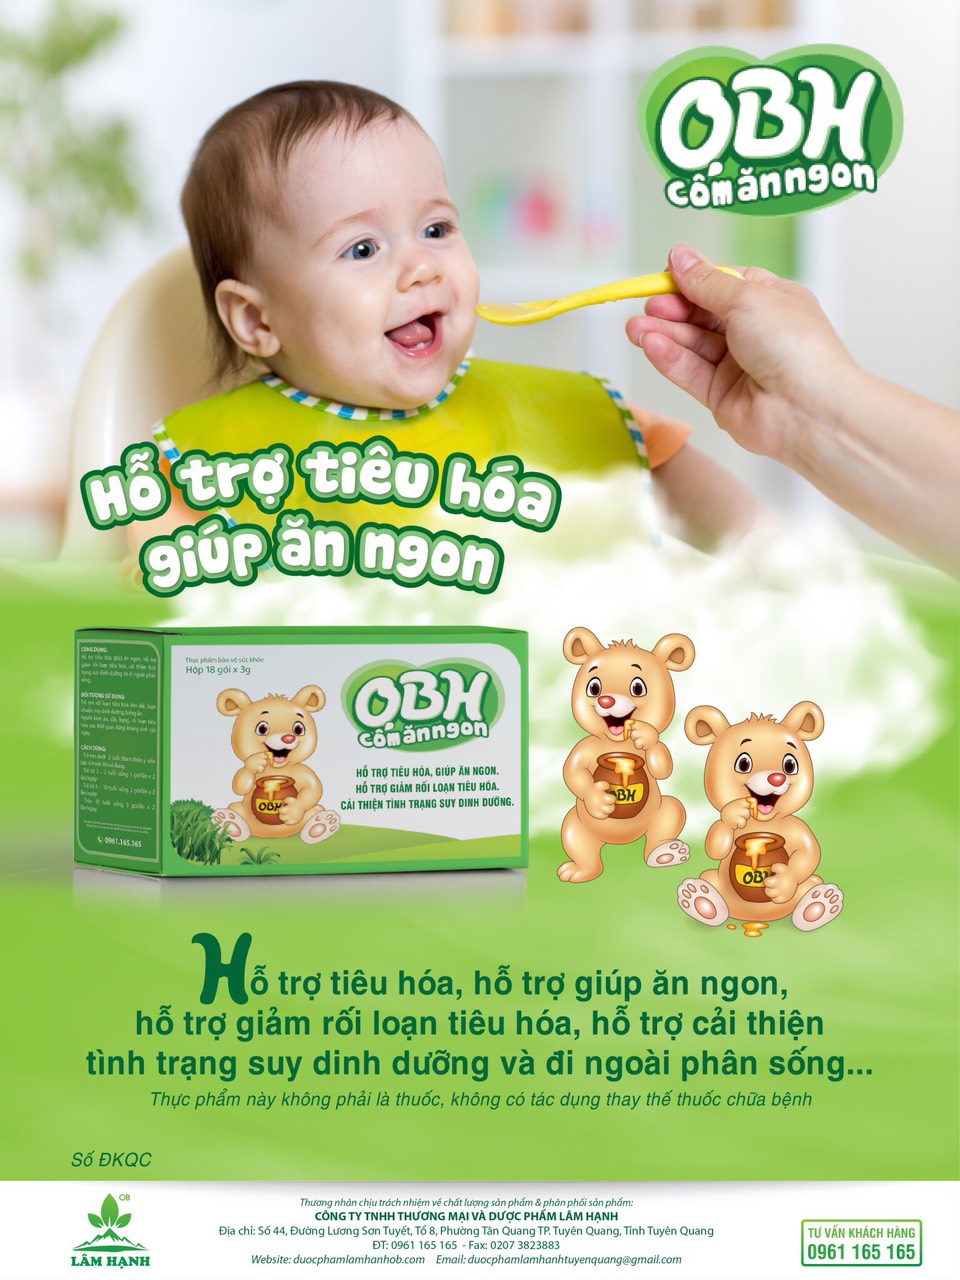 OBH
cốm ăn ngon
Hỗ trợ tiêu hóa
giúp ăn ngon
CÔNG DỤNG:
ĐỐI TƯỢNG SỬ DỤNG:
CÁCH DÙNG:
0961.165.165
Thực phẩm bảo vệ sức khỏe
Hộp 18 gói x 3g
OBH
cốm ăn ngon
HỖ TRỢ TIÊU HÓA, GIÚP ĂN NGON.
HỖ TRỢ GIẢM RỐI LOẠN TIÊU HÓA.
CẢI THIỆN TÌNH TRẠNG SUY DINH DƯỠNG.
OBH
OBH
OBH
Hỗ trợ tiêu hóa, hỗ trợ giúp ăn ngon,
hỗ trợ giảm rối loạn tiêu hóa, hỗ trợ cải thiện
tình trạng suy dinh dưỡng và đi ngoài phân sống...
Thực phẩm này không phải là thuốc, không có tác dụng thay thế thuốc chữa bệnh
Số ĐKQC
OB
LÂM HẠNH
Thương nhân chịu trách nhiệm về chất lượng sản phẩm & phân phối sản phẩm:
CÔNG TY TNHH THƯƠNG MẠI VÀ DƯỢC PHẨM LÂM HẠNH
Địa chỉ: Số 44, Đường Lương Sơn Tuyết, Tổ 8, Phường Tân Quang TP. Tuyên Quang, Tỉnh Tuyên Quang
ĐT: 0961 165 165 - Fax: 0207 3823883
Website: duocphamlamhanhob.com Email: duocphamlamhanhtuyenquang@gmail.com
TƯ VẤN KHÁCH HÀNG
0961 165 165